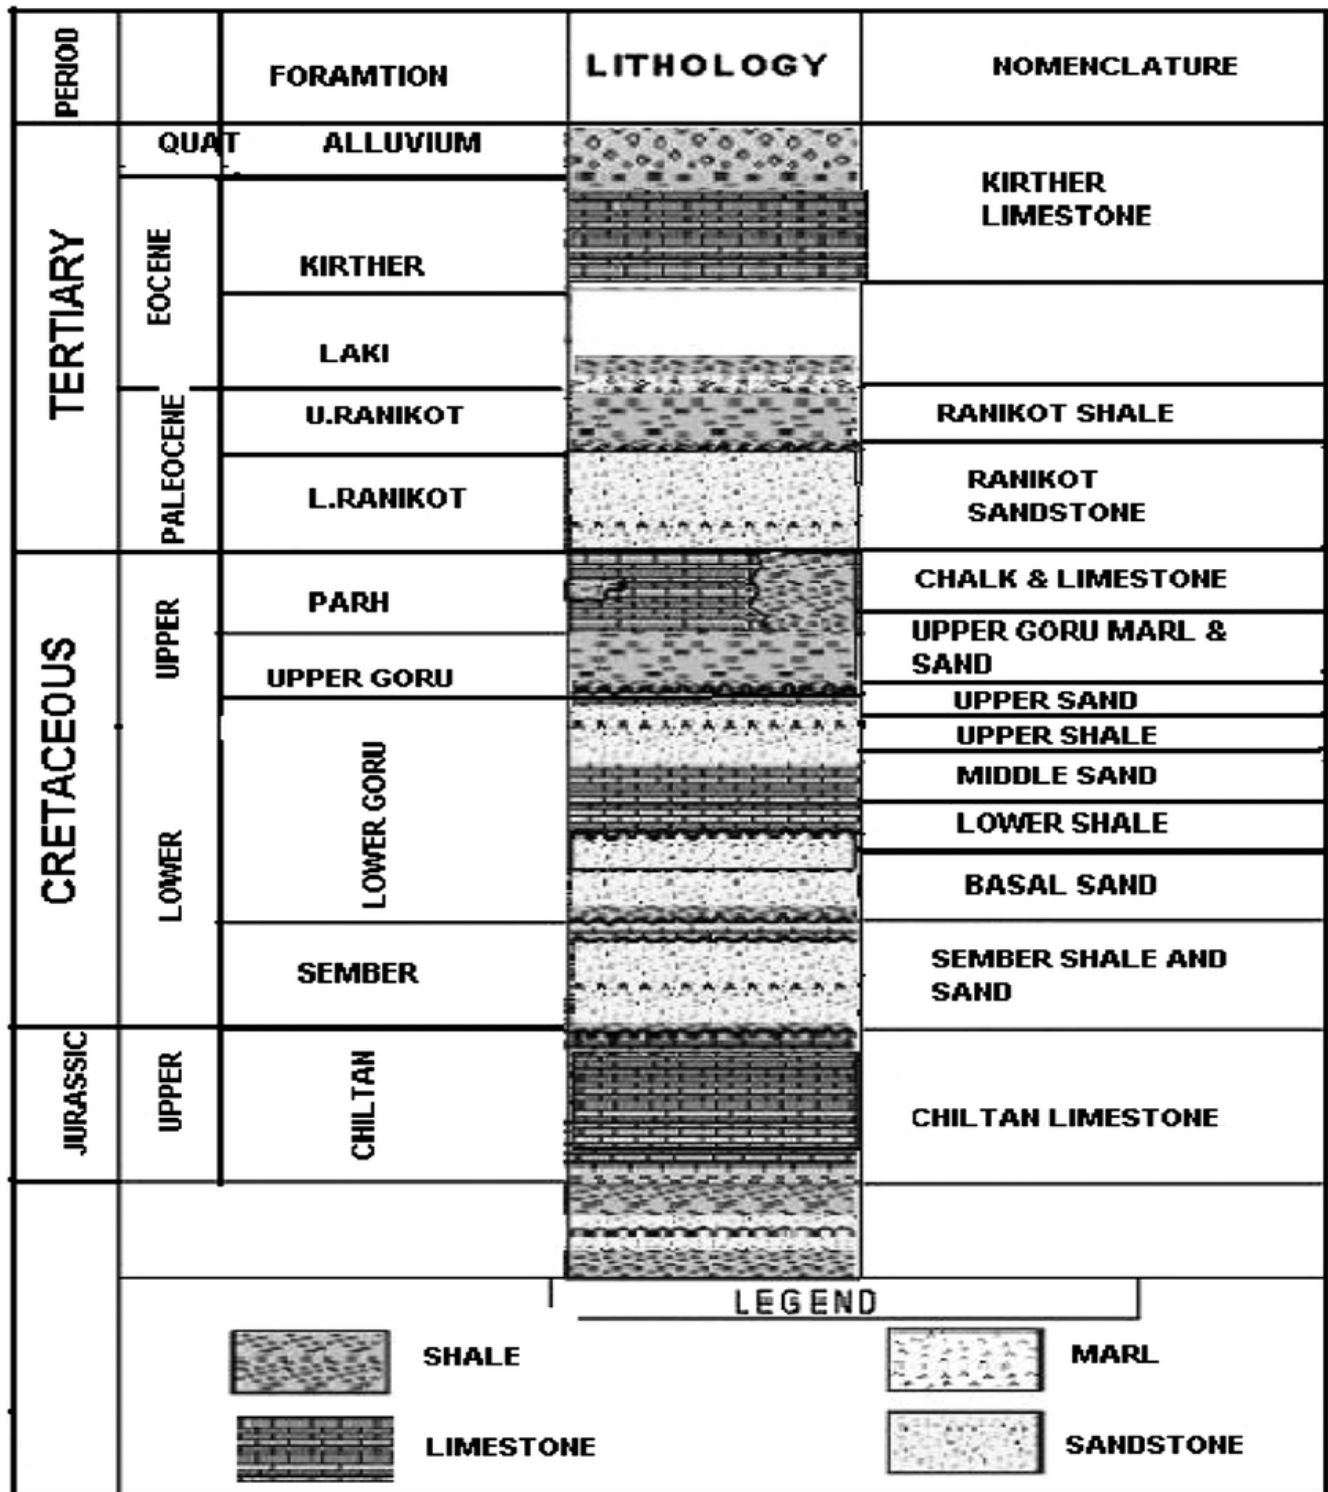 PERIOD
FORAMTION
LITHOLOGY
NOMENCLATURE
TERTIARY
QUAT
ALLUVIUM
KIRTHER
LIMESTONE
EOCENE
KIRTHER
LAKI
PALEOCENE
U.RANIKOT
RANIKOT SHALE
L.RANIKOT
RANIKOT
SANDSTONE
CRETACEOUS
UPPER
PARH
CHALK & LIMESTONE
UPPER GORU
UPPER GORU MARL &
SAND
LOWER
LOWER GORU
UPPER SAND
UPPER SHALE
MIDDLE SAND
LOWER SHALE
BASAL SAND
SEMBER
SEMBER SHALE AND
SAND
JURASSIC
UPPER
CHILTAN
CHILTAN LIMESTONE
LEGEND
SHALE
MARL
LIMESTONE
SANDSTONE